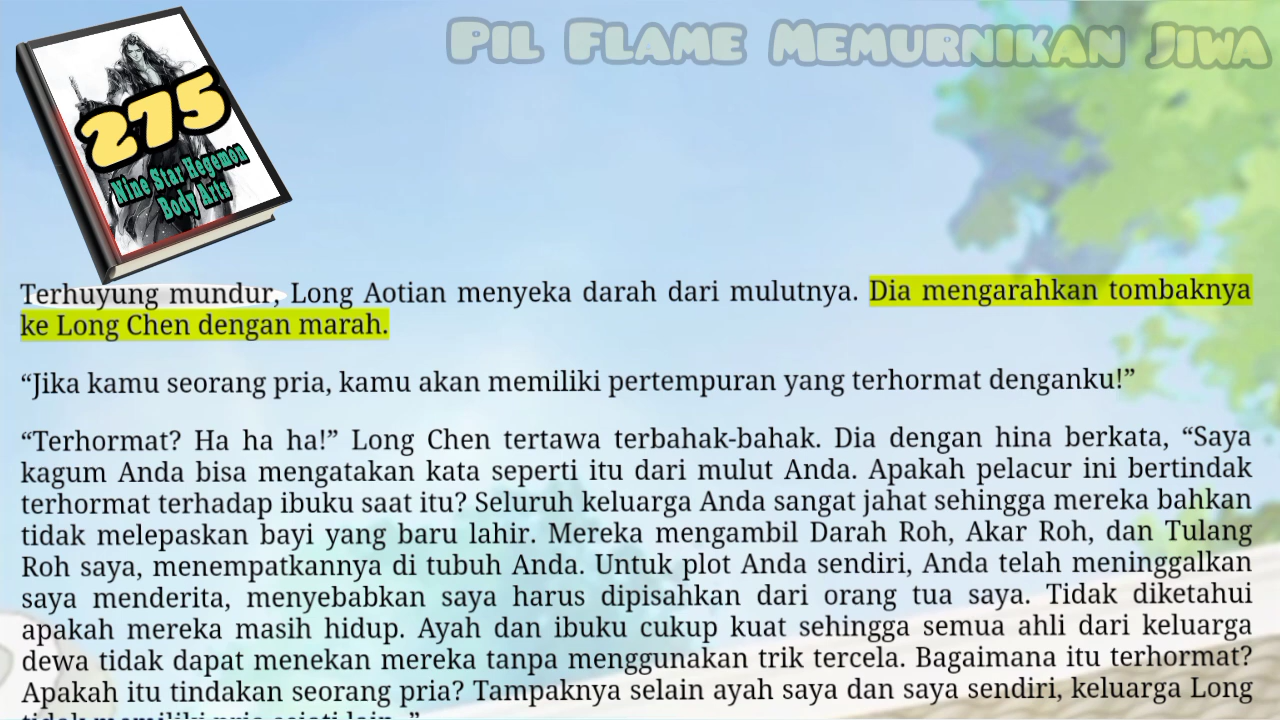 Pil Flame Memurnikan Jiwa
275
Nine Star Hegemon
Body Arts
Terhuyung mundur, Long Aotian menyeka darah dari mulutnya. Dia mengarahkan tombaknya
ke Long Chen dengan marah.
“Jika kamu seorang pria, kamu akan memiliki pertempuran yang terhormat denganku!”
“Terhormat? Ha ha ha!” Long Chen tertawa terbahak-bahak. Dia dengan hina berkata, “Saya
kagum Anda bisa mengatakan kata seperti itu dari mulut Anda. Apakah pelacur ini bertindak
terhormat terhadap ibuku saat itu? Seluruh keluarga Anda sangat jahat sehingga mereka bahkan
tidak melepaskan bayi yang baru lahir. Mereka mengambil Darah Roh, Akar Roh, dan Tulang
Roh saya, menempatkannya di tubuh Anda. Untuk plot Anda sendiri, Anda telah meninggalkan
saya menderita, menyebabkan saya harus dipisahkan dari orang tua saya. Tidak diketahui
apakah mereka masih hidup. Ayah dan ibuku cukup kuat sehingga semua ahli dari keluarga
dewa tidak dapat menekan mereka tanpa menggunakan trik tercela. Bagaimana itu terhormat?
Apakah itu tindakan seorang pria? Tampaknya selain ayah saya dan saya sendiri, keluarga Long